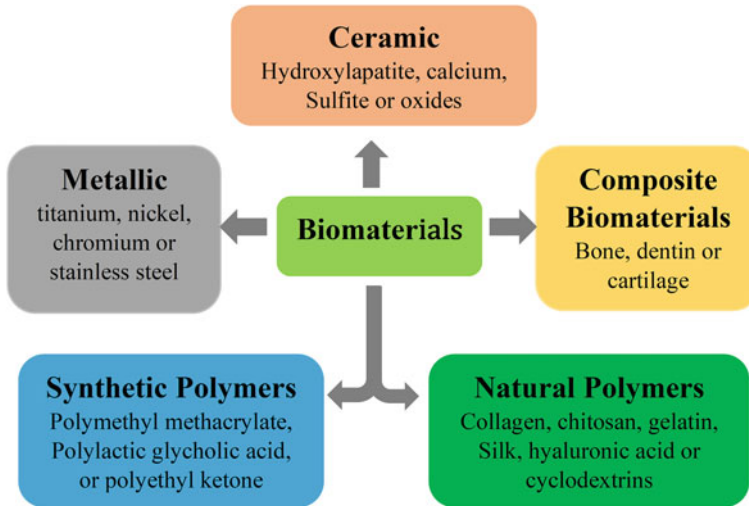 Ceramic
Hydroxylapatite, calcium,
Sulfite or oxides
Metallic
titanium, nickel,
chromium or
stainless steel
Biomaterials
Composite
Biomaterials
Bone, dentin or
cartilage
Synthetic Polymers
Polymethyl methacrylate,
Polylactic glycholic acid,
or polyethyl ketone
Natural Polymers
Collagen, chitosan, gelatin,
Silk, hyaluronic acid or
cyclodextrins